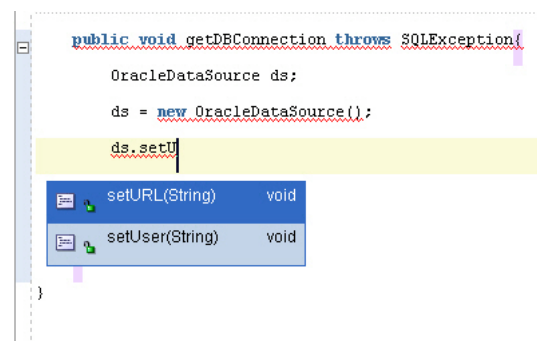 public void getDBConnection throws SQLException{
OracleDataSource ds;
ds = new OracleDataSource();
ds.setU
setURL(String) void
setUser(String) void
}